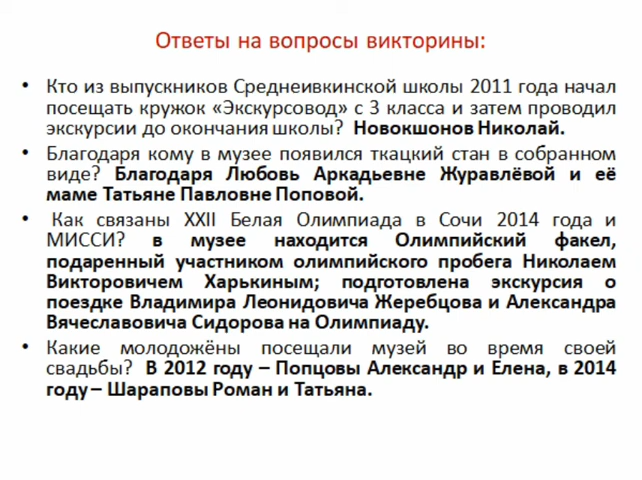 Ответы на вопросы викторины:
• Кто из выпускников Среднеивкинской школы 2011 года начал
посещать кружок «Экскурсовод» с 3 класса и затем проводил
экскурсии до окончания школы? Новокшонов Николай.
• Благодаря кому в музее появился ткацкий стан в собранном
виде? Благодаря Любовь Аркадьевне Журавлёвой и её
маме Татьяне Павловне Поповой.
• Как связаны XXII Белая Олимпиада в Сочи 2014 года и
МИССИ? в музее находится Олимпийский факел,
подаренный участником олимпийского пробега Николаем
Викторовичем Харькиным; подготовлена экскурсия о
поездке Владимира Леонидовича Жеребцова и Александра
Вячеславовича Сидорова на Олимпиаду.
• Какие молодожёны посещали музей во время своей
свадьбы? В 2012 году – Попцовы Александр и Елена, в 2014
году – Шараповы Роман и Татьяна.